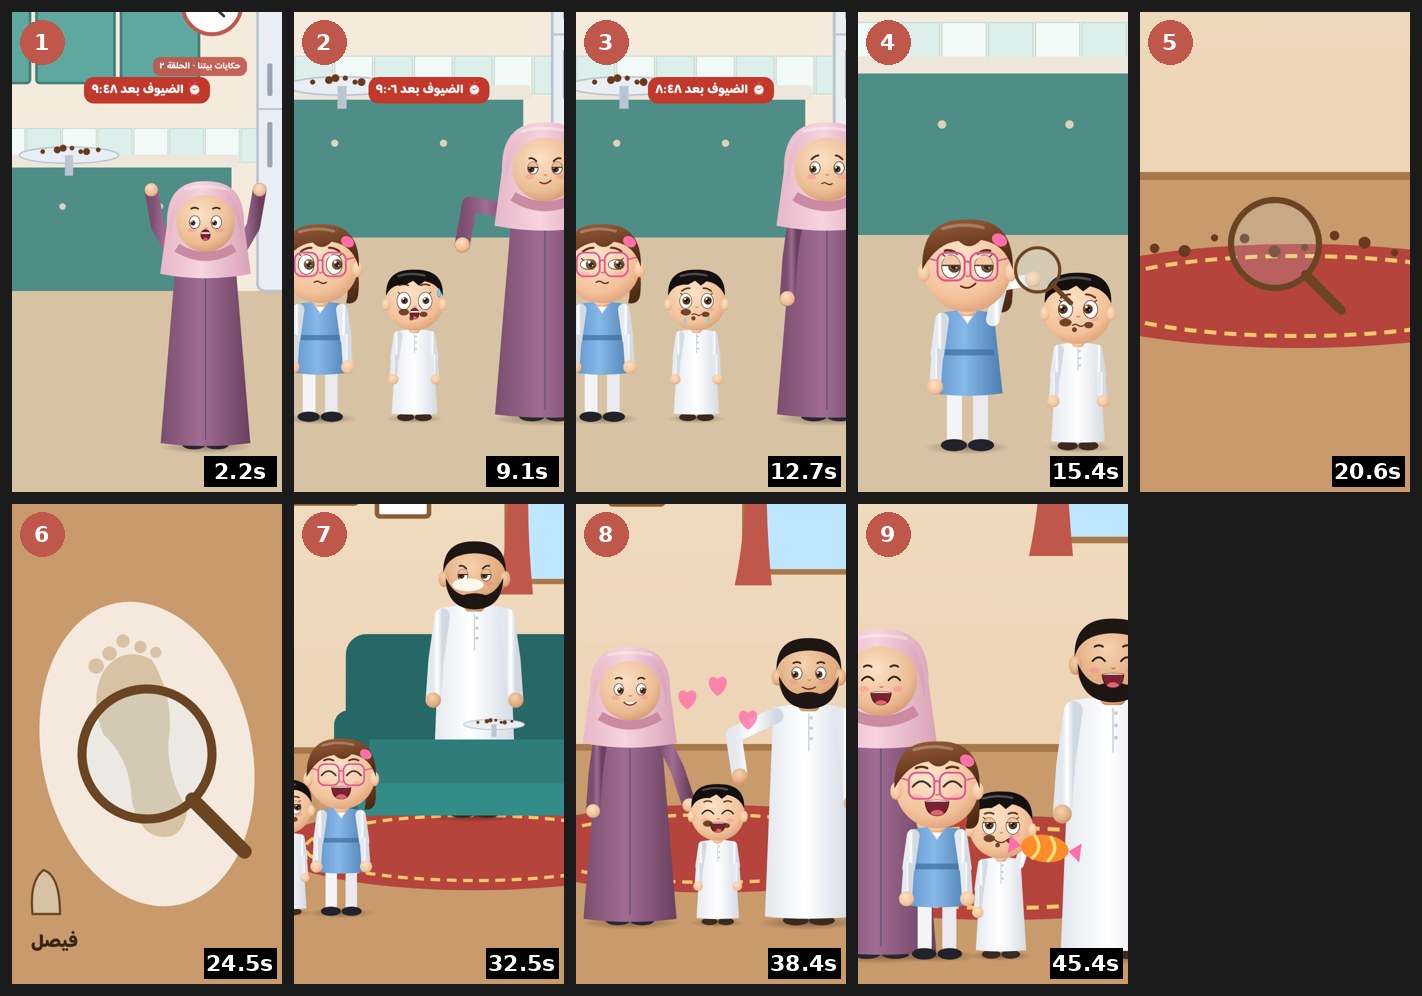 1
حكايات بيتنا · الحلقة ٢
الضيوف بعد ٩:٤٨
2.2s
2
الضيوف بعد ٩:٠٦
9.1s
3
الضيوف بعد ٨:٤٨
12.7s
4
15.4s
5
20.6s
6
فيصل
24.5s
7
32.5s
8
38.4s
9
45.4s